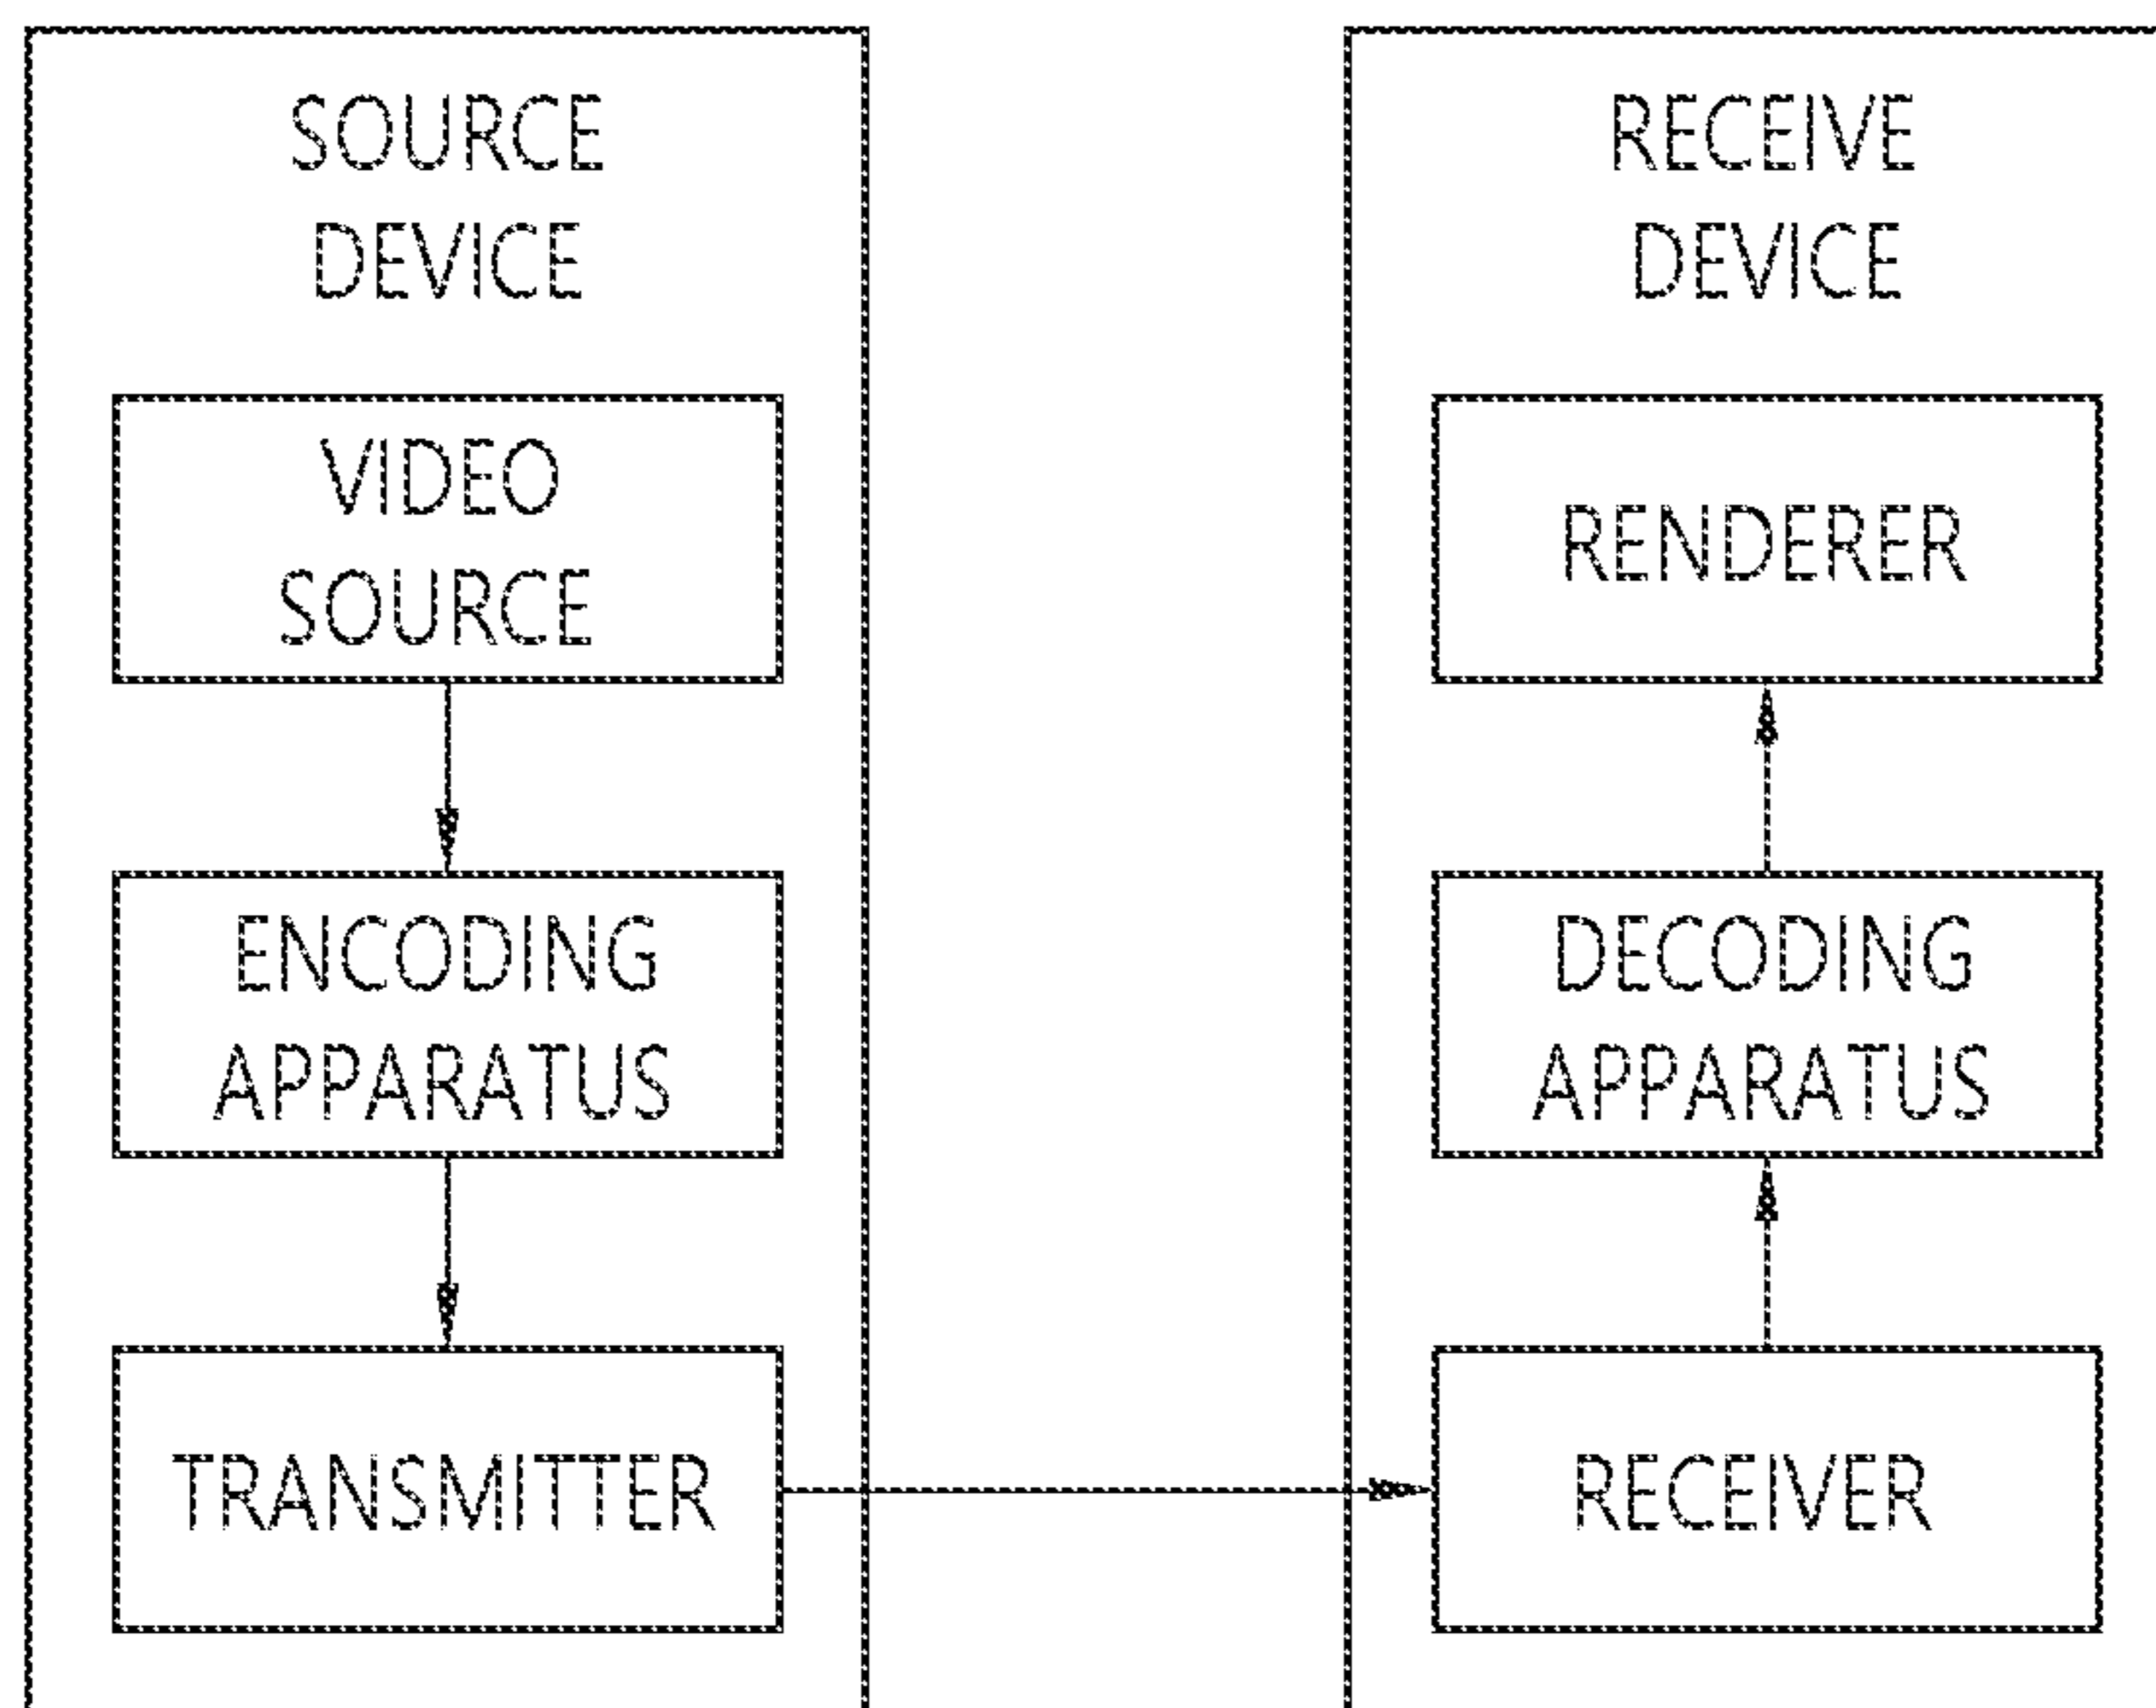 SOURCE
DEVICE
VIDEO
SOURCE
ENCODING
APPARATUS
TRANSMITTER
RECEIVE
DEVICE
RENDERER
DECODING
APPARATUS
RECEIVER